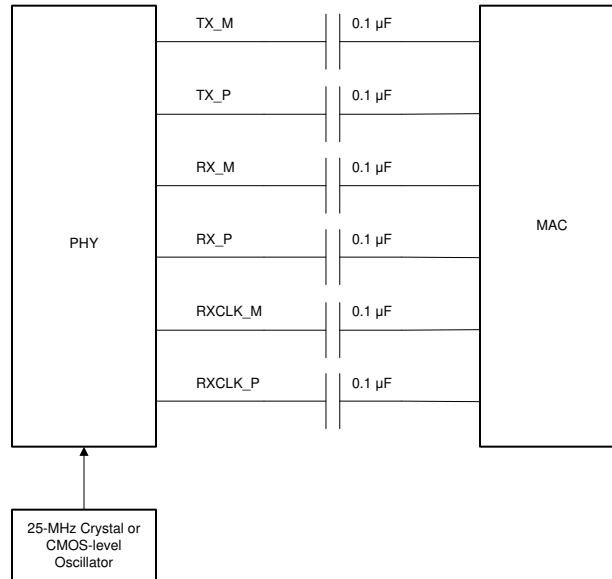 TX_M 0.1 µF
TX_P 0.1 µF
RX_M 0.1 µF
PHY
MAC
RX_P 0.1 µF
RXCLK_M 0.1 µF
RXCLK_P 0.1 µF
25-MHz Crystal or
CMOS-level
Oscillator